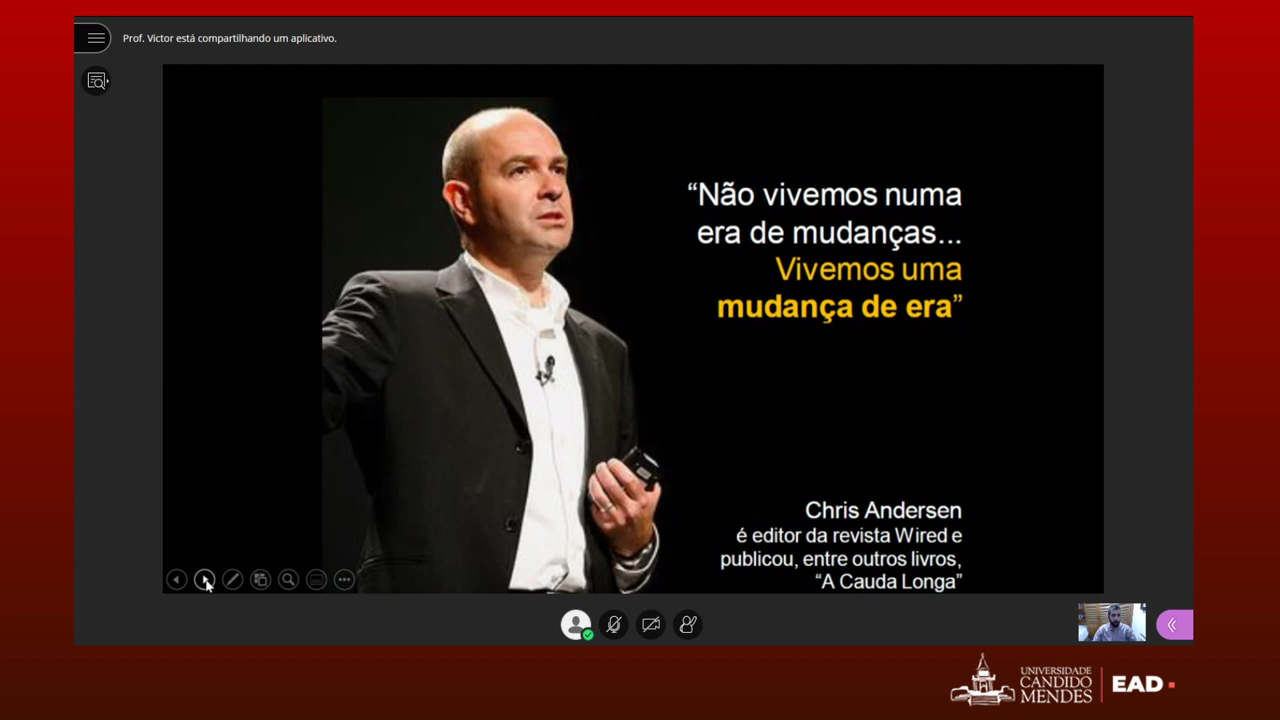 Prof. Victor está compartilhando um aplicativo.
“Não vivemos numa
era de mudanças...
Vivemos uma
mudança de era”
Chris Andersen
é editor da revista Wired e
publicou, entre outros livros,
“A Cauda Longa”
UNIVERSIDADE
CANDIDO
MENDES
EAD